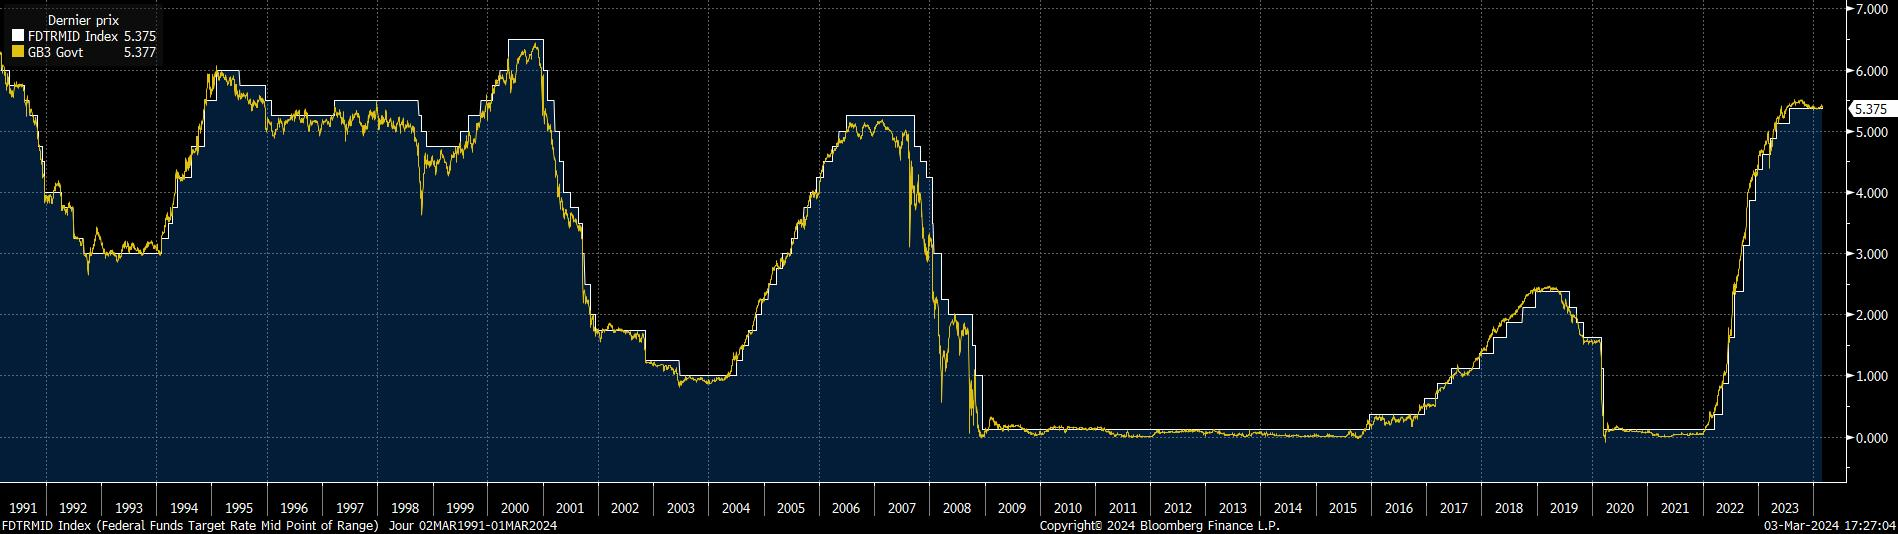 Dernier prix
FDTRMID Index 5.375
GB3 Govt 5.377
7.000
6.000
5.375
5.000
4.000
3.000
2.000
1.000
0.000
1991 1992 1993 1994 1995 1996 1997 1998 1999 2000 2001 2002 2003 2004 2005 2006 2007 2008 2009 2010 2011 2012 2013 2014 2015 2016 2017 2018 2019 2020 2021 2022 2023
FDTRMID Index (Federal Funds Target Rate Mid Point of Range) Jour 02MAR1991-01MAR2024 Copyright© 2024 Bloomberg Finance L.P. 03-Mar-2024 17:27:04